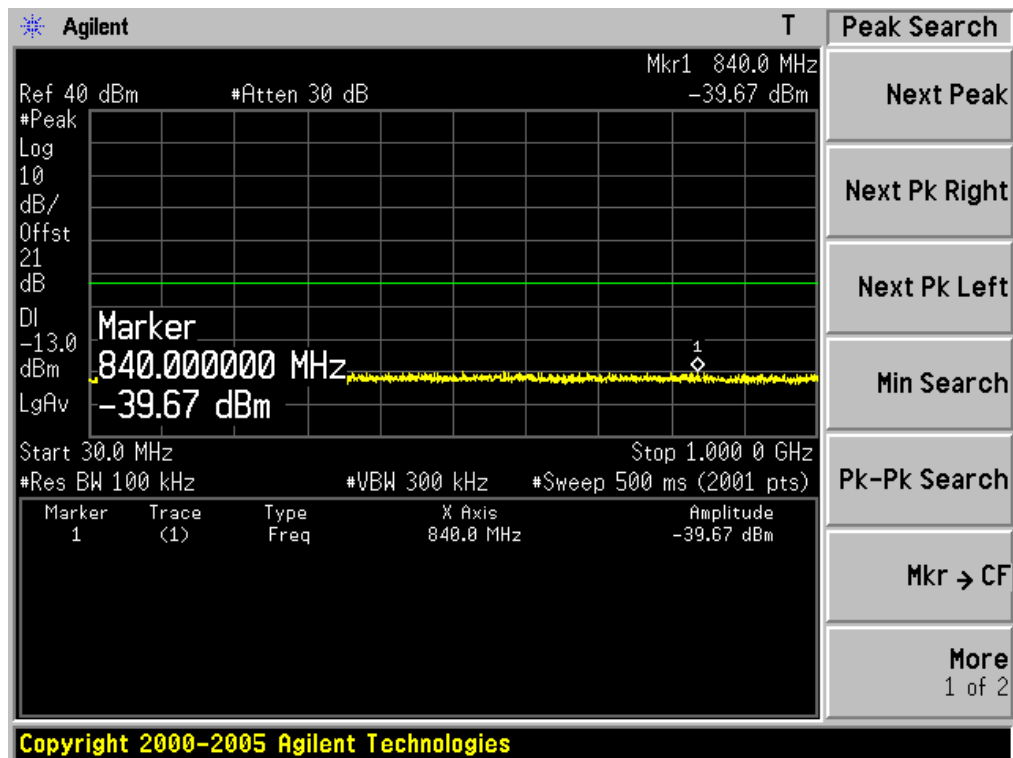 Agilent T
Peak Search
Mkr1 840.0 MHz
Ref 40 dBm #Atten 30 dB -39.67 dBm
#Peak
Log
10
dB/
Offst
21
dB
DI
-13.0
dBm
LgAv
Marker
840.000000 MHz
-39.67 dBm
1
Start 30.0 MHz Stop 1.000 0 GHz
#Res BW 100 kHz #VBW 300 kHz #Sweep 500 ms (2001 pts)
Marker Trace Type X Axis Amplitude
1 (1) Freq 840.0 MHz -39.67 dBm
Next Peak
Next Pk Right
Next Pk Left
Min Search
Pk-Pk Search
Mkr → CF
More
1 of 2
Copyright 2000-2005 Agilent Technologies